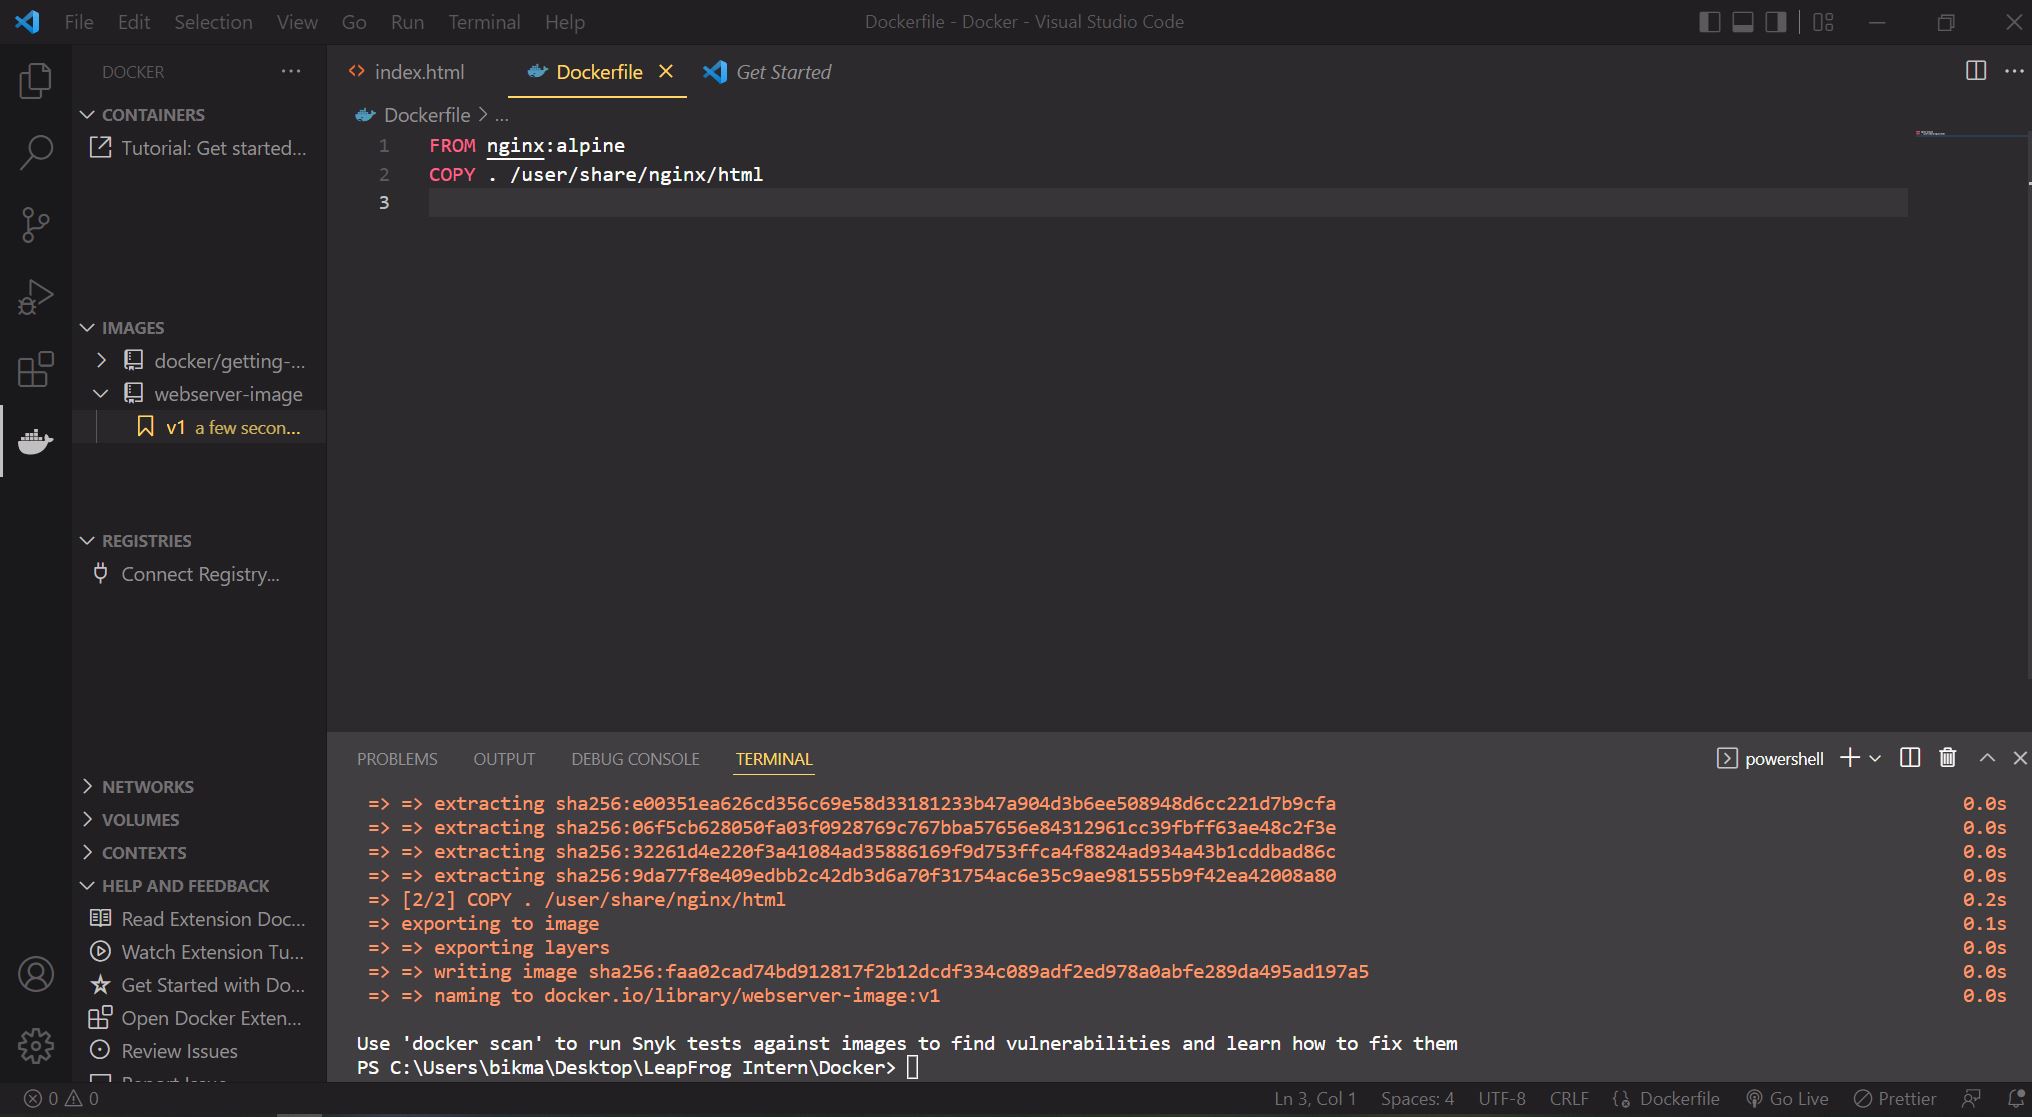 File Edit Selection View Go Run Terminal Help
Dockerfile - Docker - Visual Studio Code
DOCKER
CONTAINERS
Tutorial: Get started...
IMAGES
docker/getting-...
webserver-image
v1 a few secon...
REGISTRIES
Connect Registry...
NETWORKS
VOLUMES
CONTEXTS
HELP AND FEEDBACK
Read Extension Doc...
Watch Extension Tu...
Get Started with Do...
Open Docker Exten...
Review Issues
Report Issue
index.html
Dockerfile
Get Started
Dockerfile > ...
1 FROM nginx:alpine
2 COPY . /user/share/nginx/html
3
PROBLEMS OUTPUT DEBUG CONSOLE TERMINAL
powershell
=> => extracting sha256:e00351ea626cd356c69e58d33181233b47a904d3b6ee508948d6cc221d7b9cfa 0.0s
=> => extracting sha256:06f5cb628050fa03f0928769c767bba57656e84312961cc39fbff63ae48c2f3e 0.0s
=> => extracting sha256:32261d4e220f3a41084ad35886169f9d753ffca4f8824ad934a43b1cddbad86c 0.0s
=> => extracting sha256:9da77f8e409edbb2c42db3d6a70f31754ac6e35c9ae981555b9f42ea42008a80 0.0s
=> [2/2] COPY . /user/share/nginx/html 0.2s
=> exporting to image 0.1s
=> => exporting layers 0.0s
=> => writing image sha256:faa02cad74bd912817f2b12dcdf334c089adf2ed978a0abfe289da495ad197a5 0.0s
=> => naming to docker.io/library/webserver-image:v1 0.0s
Use 'docker scan' to run Snyk tests against images to find vulnerabilities and learn how to fix them
PS C:\Users\bikma\Desktop\LeapFrog Intern\Docker>
0 0
Ln 3, Col 1 Spaces: 4 UTF-8 CRLF Dockerfile Go Live Prettier